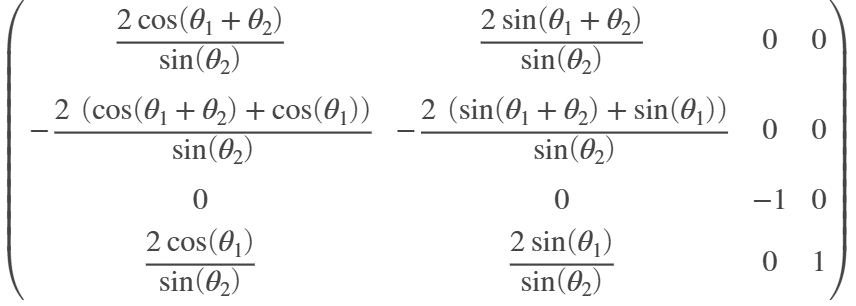 2 cos(θ₁ + θ₂) / sin(θ₂)   2 sin(θ₁ + θ₂) / sin(θ₂)   0   0
− 2 (cos(θ₁ + θ₂) + cos(θ₁)) / sin(θ₂)   − 2 (sin(θ₁ + θ₂) + sin(θ₁)) / sin(θ₂)   0   0
0   0   −1   0
2 cos(θ₁) / sin(θ₂)   2 sin(θ₁) / sin(θ₂)   0   1